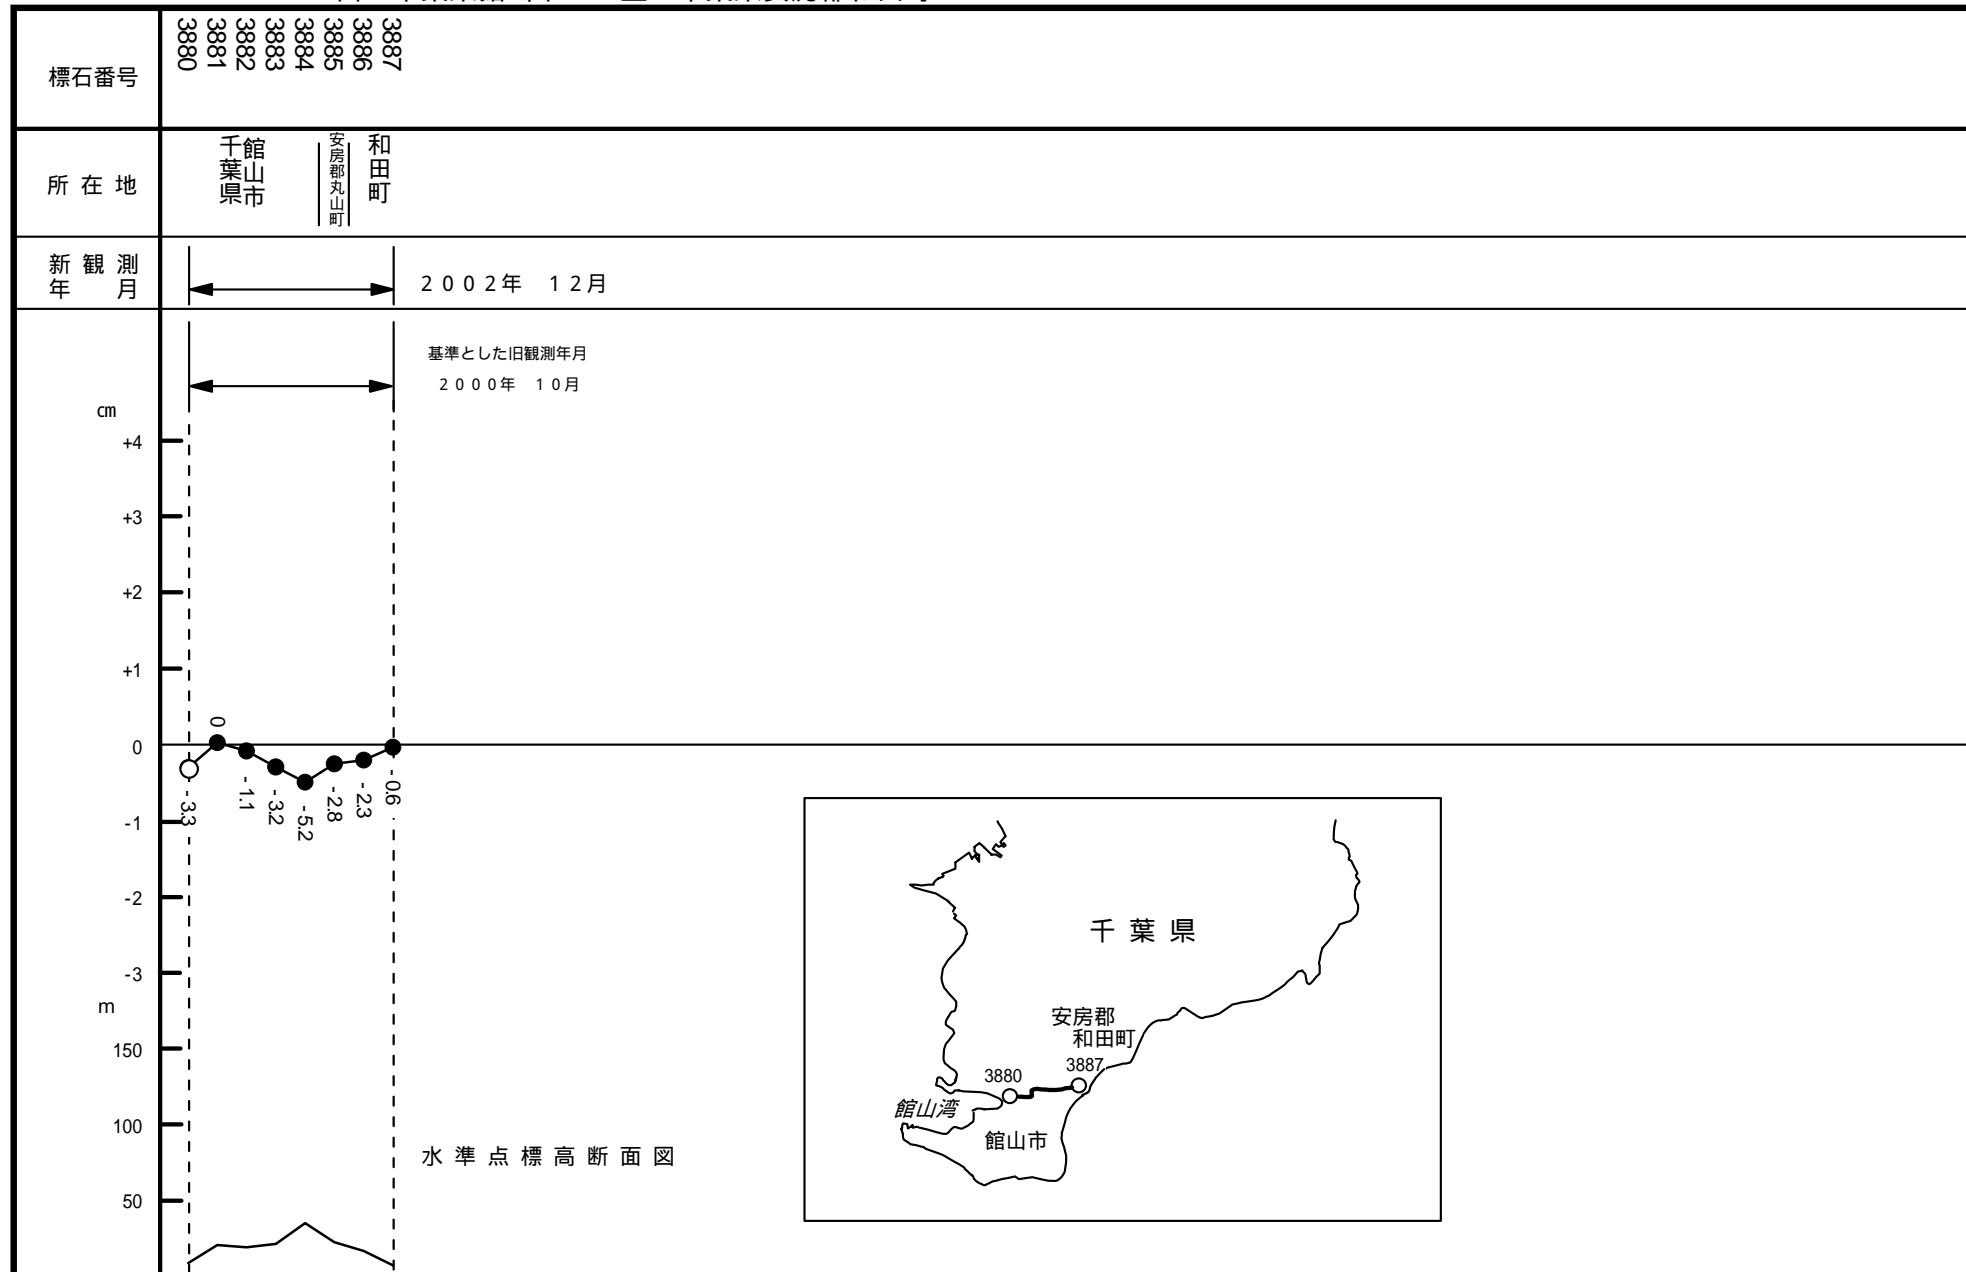 標石番号
3880
3881
3882
3883
3884
3885
3886
3887
所在地
千葉県
館山市
安房郡丸山町
和田町
新観測
年　月
２００２年　１２月
基準とした旧観測年月
２０００年　１０月
㎝
+4
+3
+2
+1
0
-1
-2
-3
m
150
100
50
-3.3
0
-1.1
-3.2
-5.2
-2.8
-2.3
-0.6
水準点標高断面図
千葉県
安房郡
和田町
3880
3887
館山湾
館山市